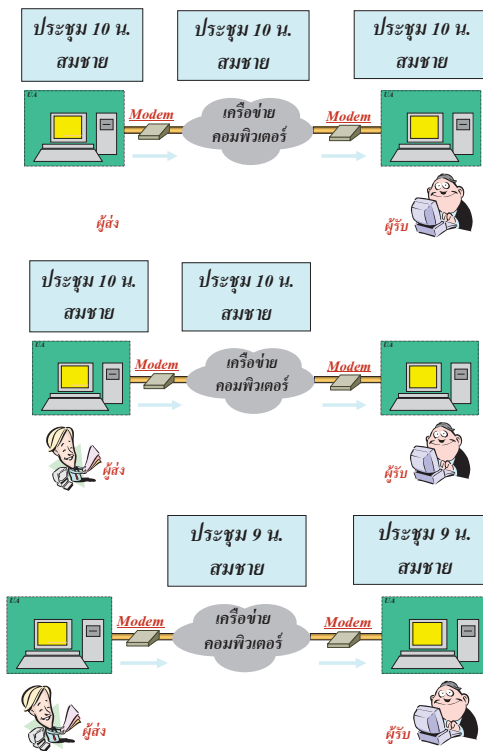 ประชุม 10 น.
สมชาย
ประชุม 10 น.
สมชาย
ประชุม 10 น.
สมชาย
UA
Modem
เครือข่าย
คอมพิวเตอร์
Modem
UA
ผู้ส่ง
ผู้รับ
ประชุม 10 น.
สมชาย
ประชุม 10 น.
สมชาย
UA
Modem
เครือข่าย
คอมพิวเตอร์
Modem
UA
ผู้ส่ง
ผู้รับ
ประชุม 9 น.
สมชาย
ประชุม 9 น.
สมชาย
UA
Modem
เครือข่าย
คอมพิวเตอร์
Modem
UA
ผู้ส่ง
ผู้รับ